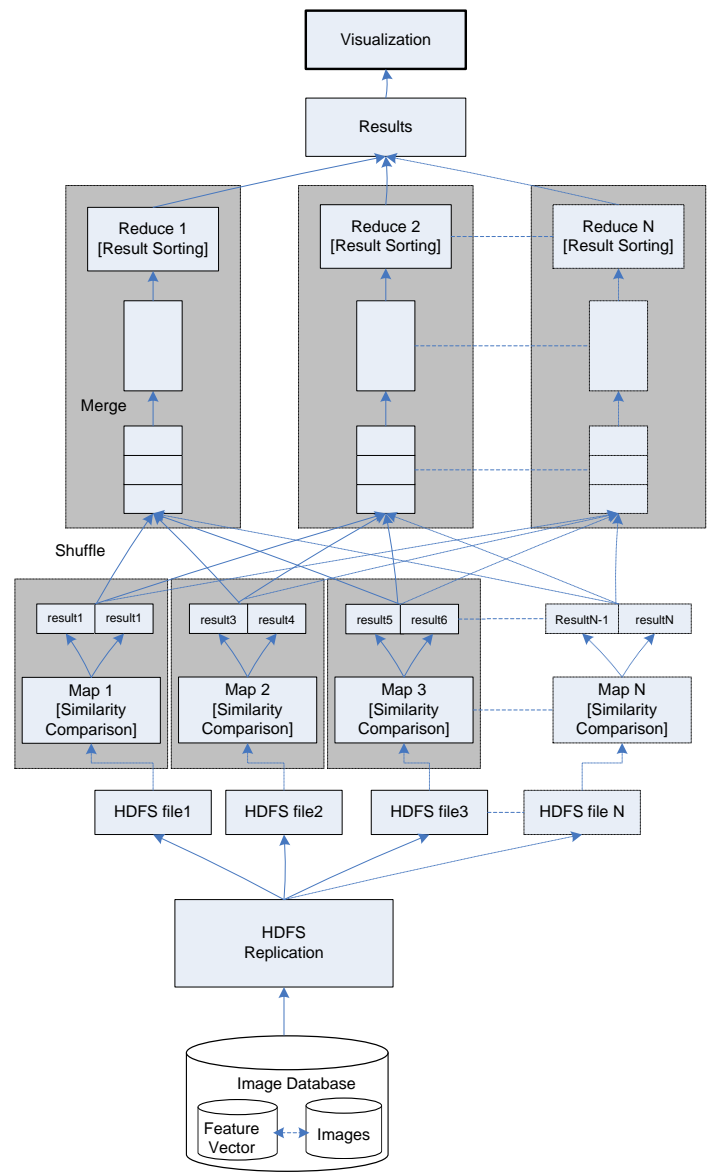 Visualization
Results
Reduce 1
[Result Sorting]
Reduce 2
[Result Sorting]
Reduce N
[Result Sorting]
Merge
Shuffle
result1
result1
result3
result4
result5
result6
ResultN-1
resultN
Map 1
[Similarity
Comparison]
Map 2
[Similarity
Comparison]
Map 3
[Similarity
Comparison]
Map N
[Similarity
Comparison]
HDFS file1
HDFS file2
HDFS file3
HDFS file N
HDFS
Replication
Image Database
Feature
Vector
Images